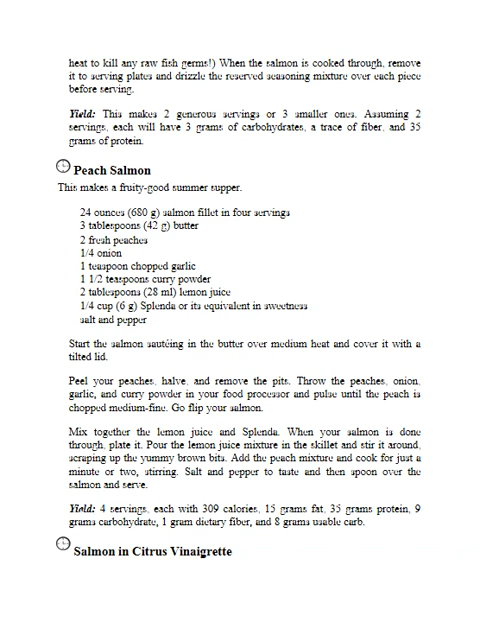 heat to kill any raw fish germs!) When the salmon is cooked through, remove
it to serving plates and drizzle the reserved seasoning mixture over each piece
before serving.
Yield: This makes 2 generous servings or 3 smaller ones. Assuming 2
servings, each will have 3 grams of carbohydrates, a trace of fiber, and 35
grams of protein.
Peach Salmon
This makes a fruity-good summer supper.
24 ounces (680 g) salmon fillet in four servings
3 tablespoons (42 g) butter
2 fresh peaches
1/4 onion
1 teaspoon chopped garlic
1 1/2 teaspoons curry powder
2 tablespoons (28 ml) lemon juice
1/4 cup (6 g) Splenda or its equivalent in sweetness
salt and pepper
Start the salmon sautéing in the butter over medium heat and cover it with a
tilted lid.
Peel your peaches, halve, and remove the pits. Throw the peaches, onion,
garlic, and curry powder in your food processor and pulse until the peach is
chopped medium-fine. Go flip your salmon.
Mix together the lemon juice and Splenda. When your salmon is done
through, plate it. Pour the lemon juice mixture in the skillet and stir it around,
scraping up the yummy brown bits. Add the peach mixture and cook for just a
minute or two, stirring. Salt and pepper to taste and then spoon over the
salmon and serve.
Yield: 4 servings, each with 309 calories, 15 grams fat, 35 grams protein, 9
grams carbohydrate, 1 gram dietary fiber, and 8 grams usable carb.
Salmon in Citrus Vinaigrette